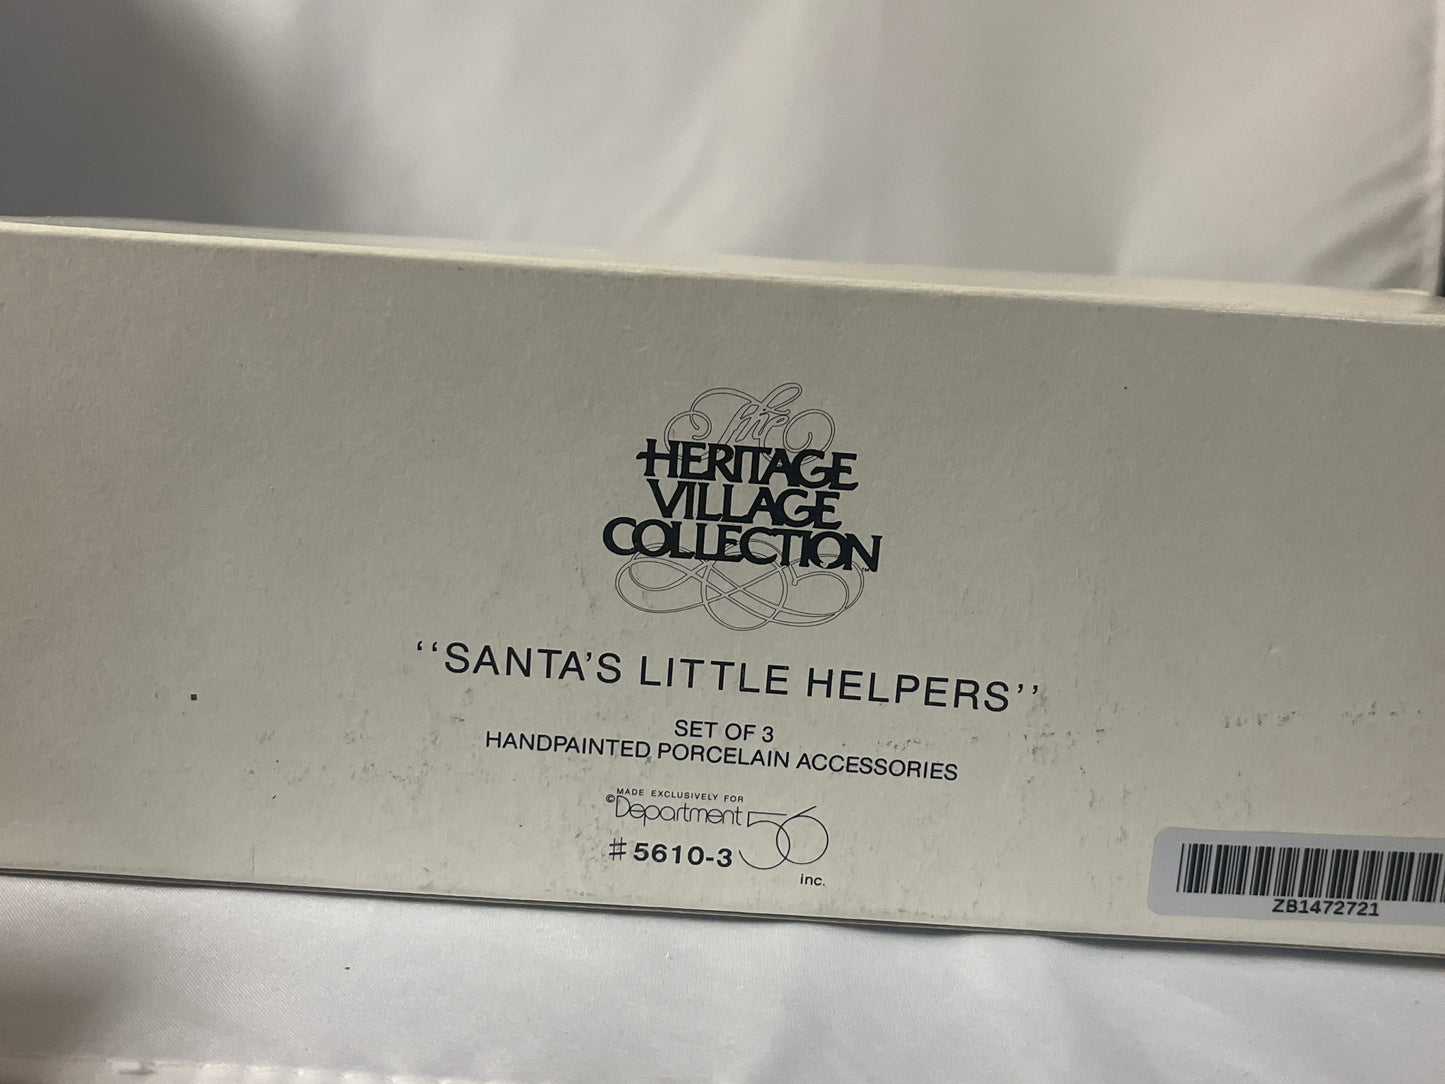 The
HERITAGE
VILLAGE
COLLECTION
‘‘SANTA’S LITTLE HELPERS’’
SET OF 3
HANDPAINTED PORCELAIN ACCESSORIES
MADE EXCLUSIVELY FOR
©Department 56
#5610-3
inc.
ZB1472721